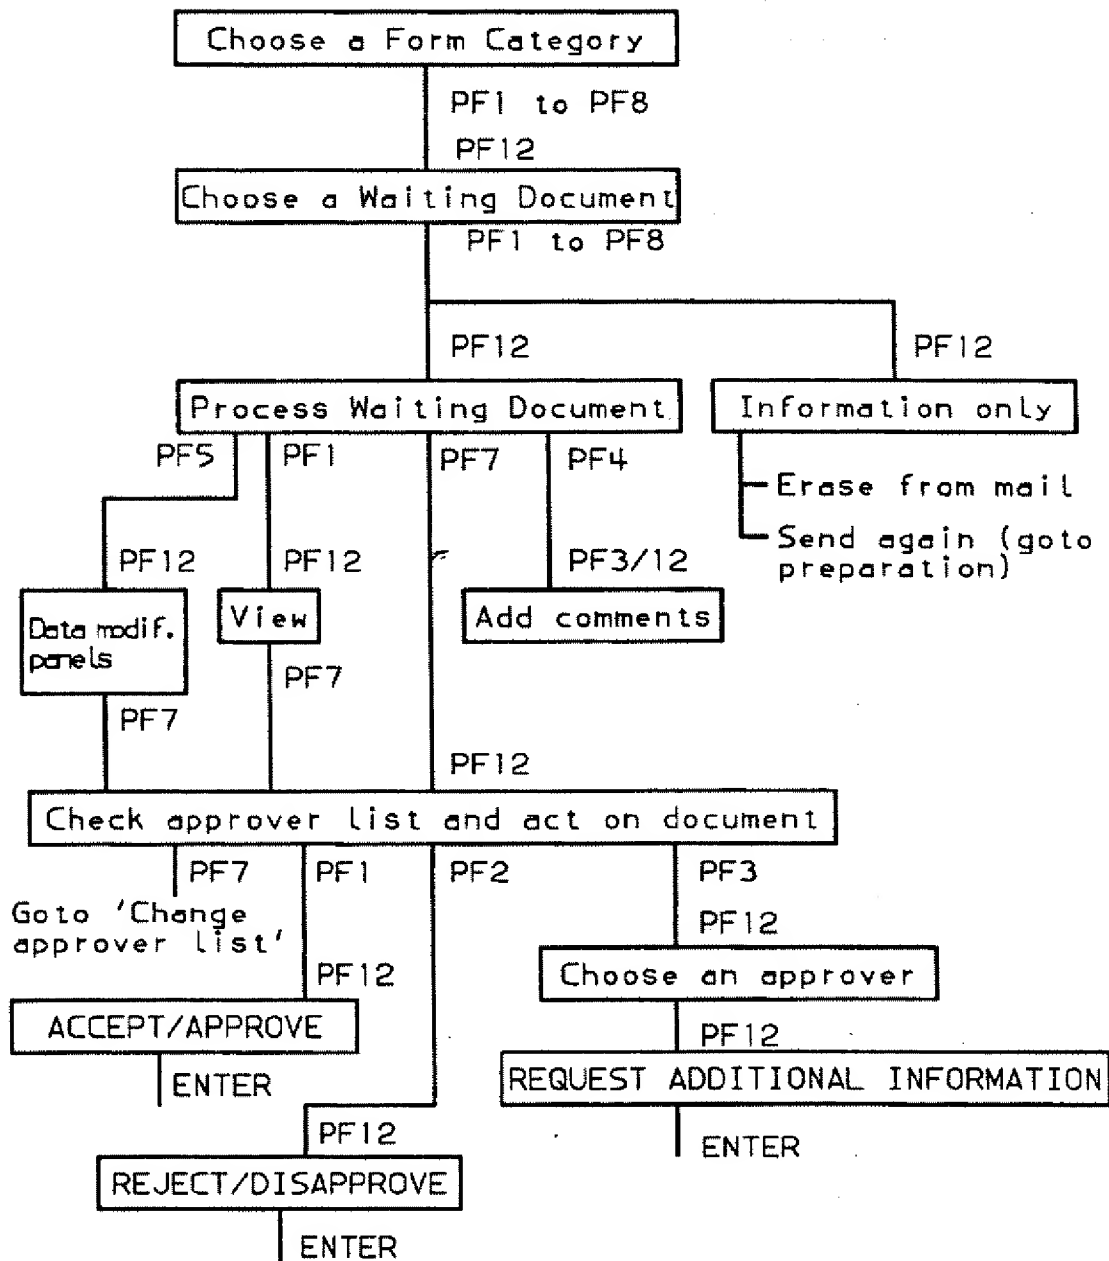 Choose a Form Category
PF1 to PF8
PF12
Choose a Waiting Document
PF1 to PF8
PF12
PF12
Process Waiting Document
Information only
PF5
PF1
PF7
PF4
Erase from mail
Send again (goto
preparation)
PF12
PF12
PF3/12
Data modif.
panels
View
Add comments
PF7
PF7
PF12
Check approver list and act on document
PF7
PF1
PF2
PF3
Goto 'Change
approver list'
PF12
PF12
Choose an approver
ACCEPT/APPROVE
PF12
ENTER
REQUEST ADDITIONAL INFORMATION
PF12
ENTER
REJECT/DISAPPROVE
ENTER